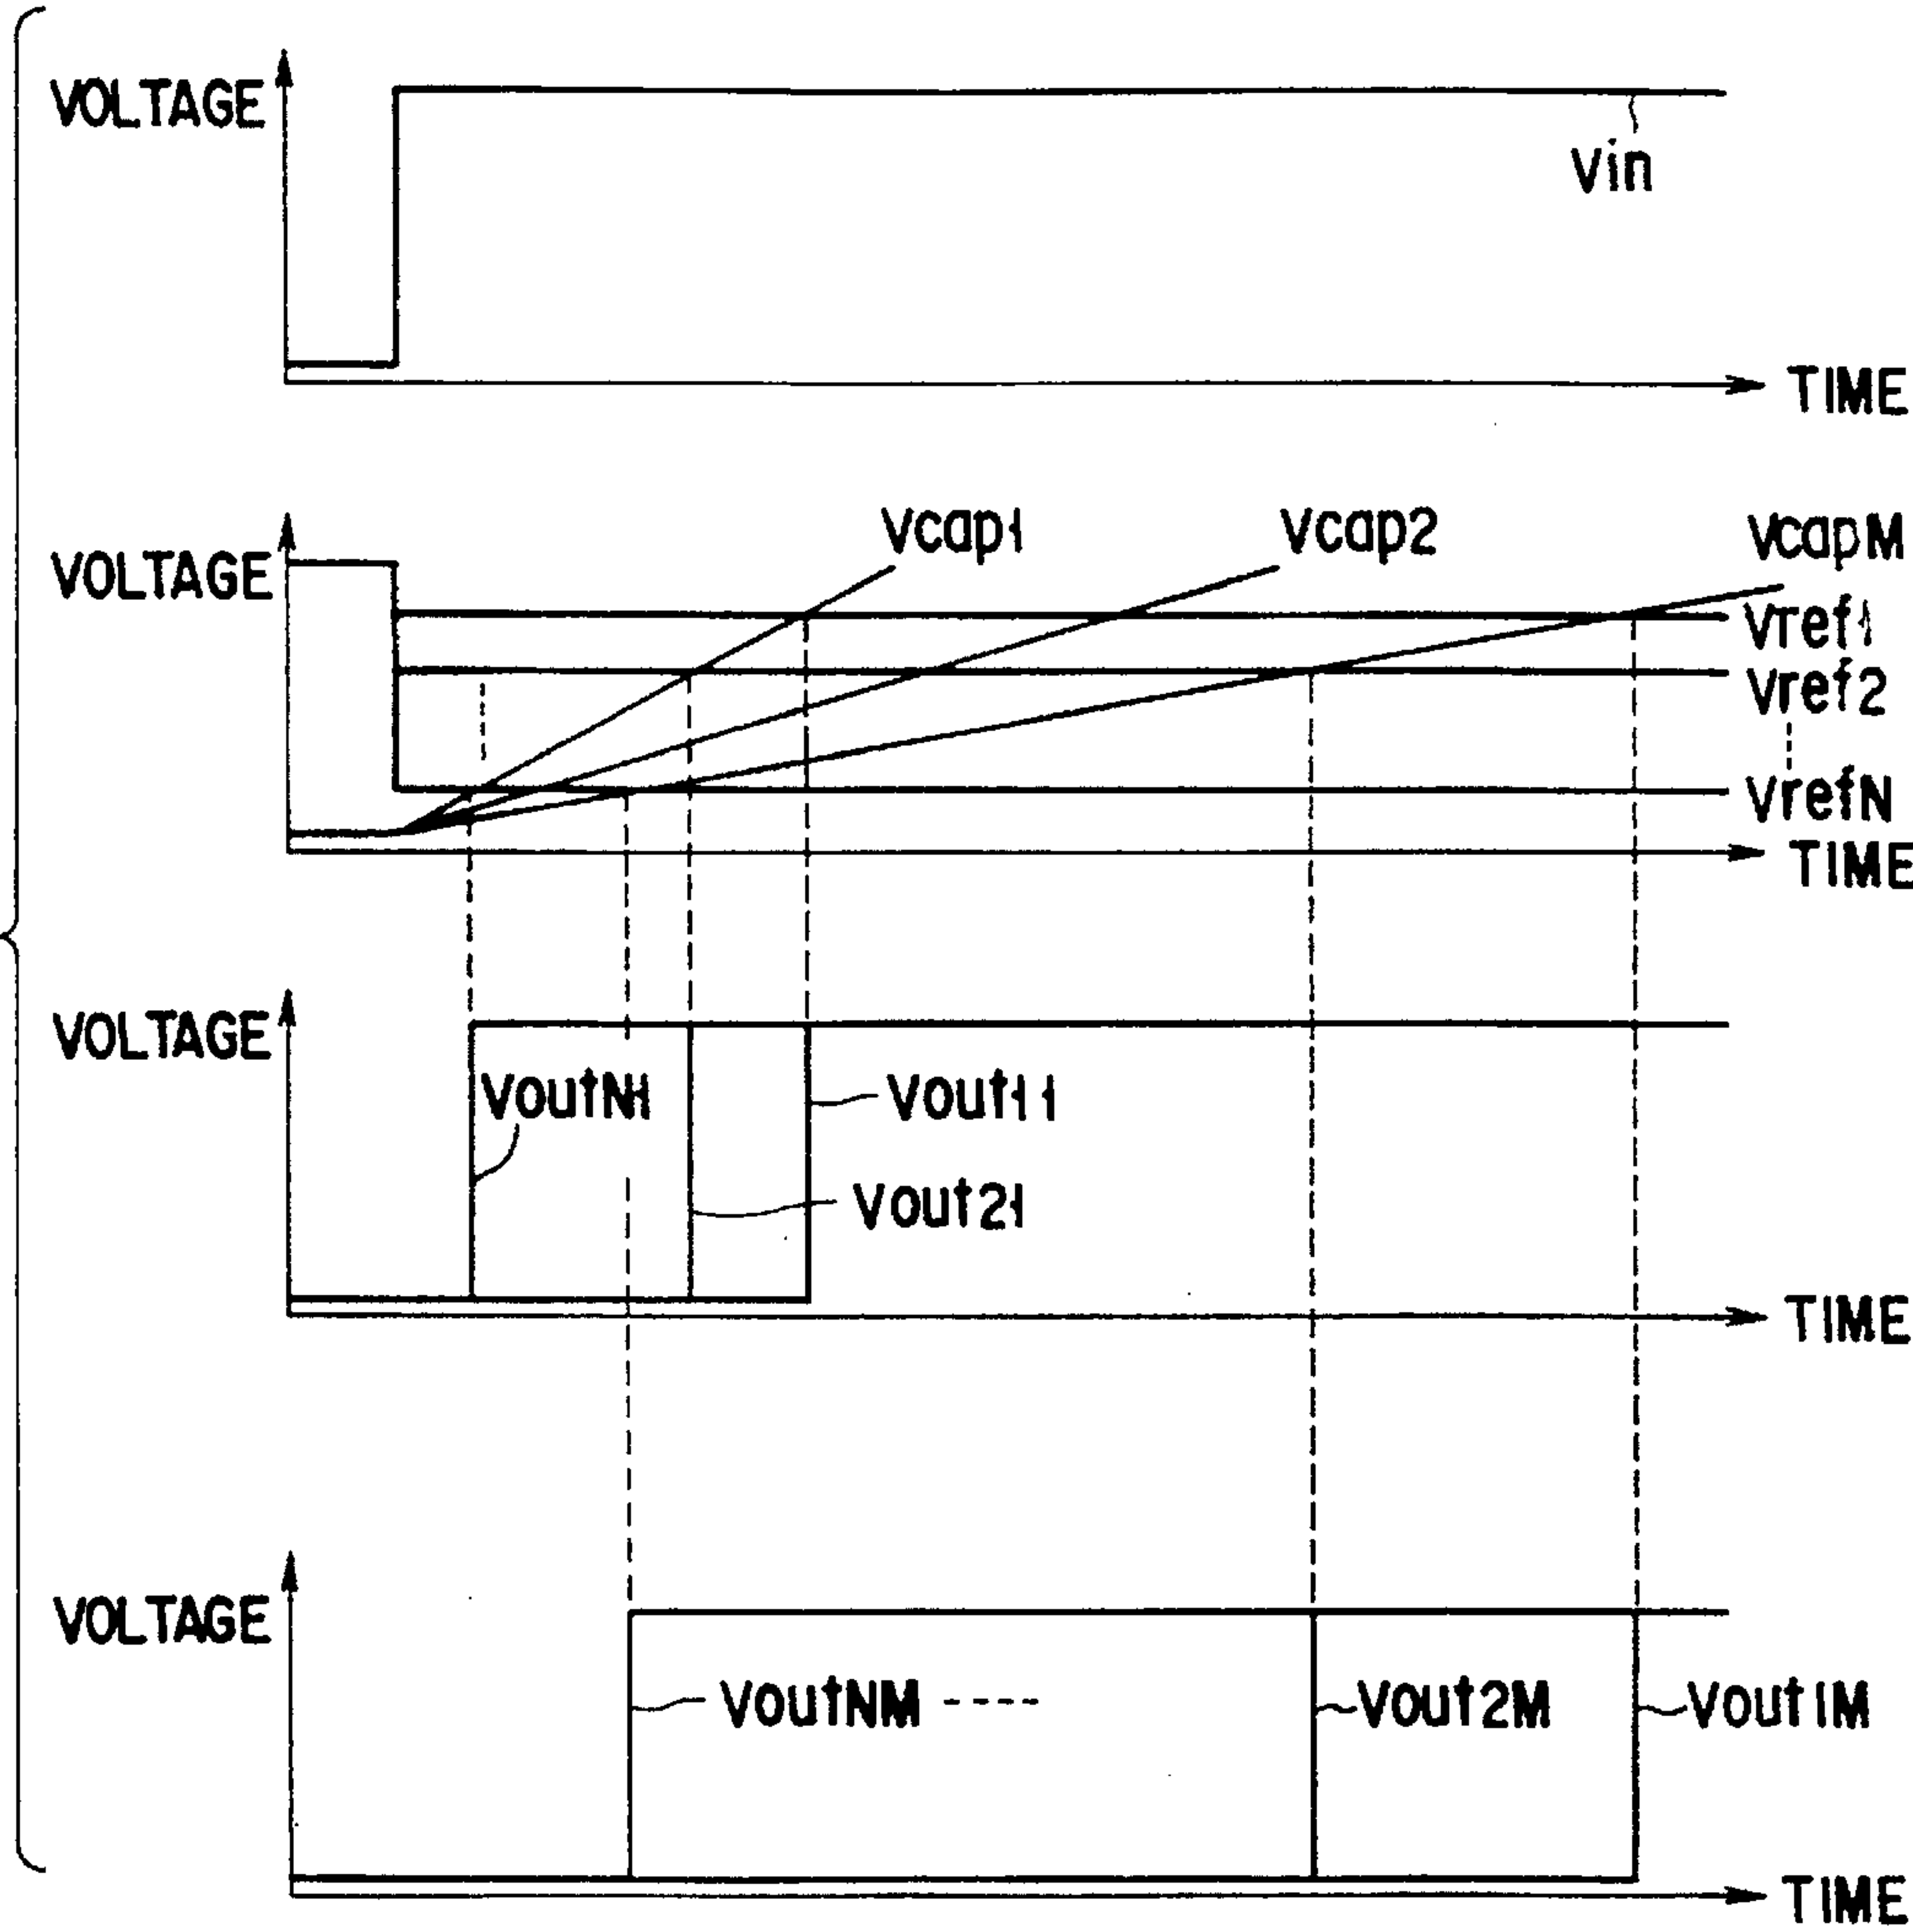 VOLTAGE
Vin
TIME
Vcap1
Vcap2
VcapM
VOLTAGE
Vref1
Vref2
VrefN
TIME
VOLTAGE
VoutN1
Vout11
Vout21
TIME
VOLTAGE
VoutNM ----
Vout2M
Vout1M
TIME